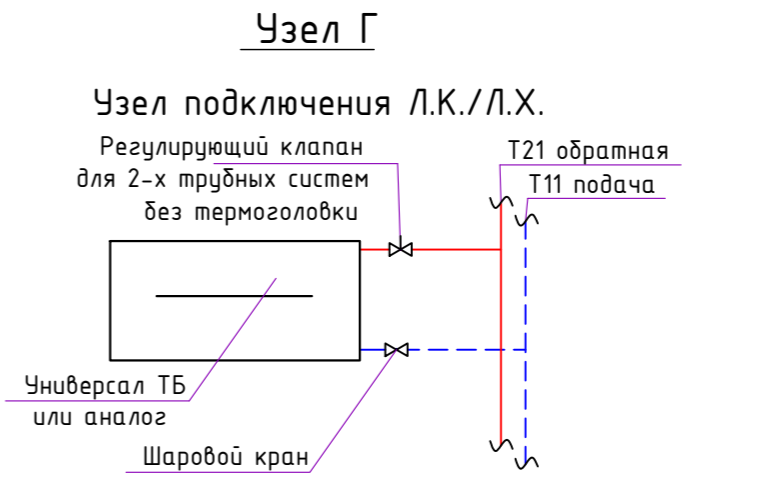 Узел Г
Узел подключения Л.К./Л.Х.
Регулирующий клапан
для 2-х трубных систем
без термоголовки
Т21 обратная
Т11 подача
Универсал ТБ
или аналог
Шаровой кран